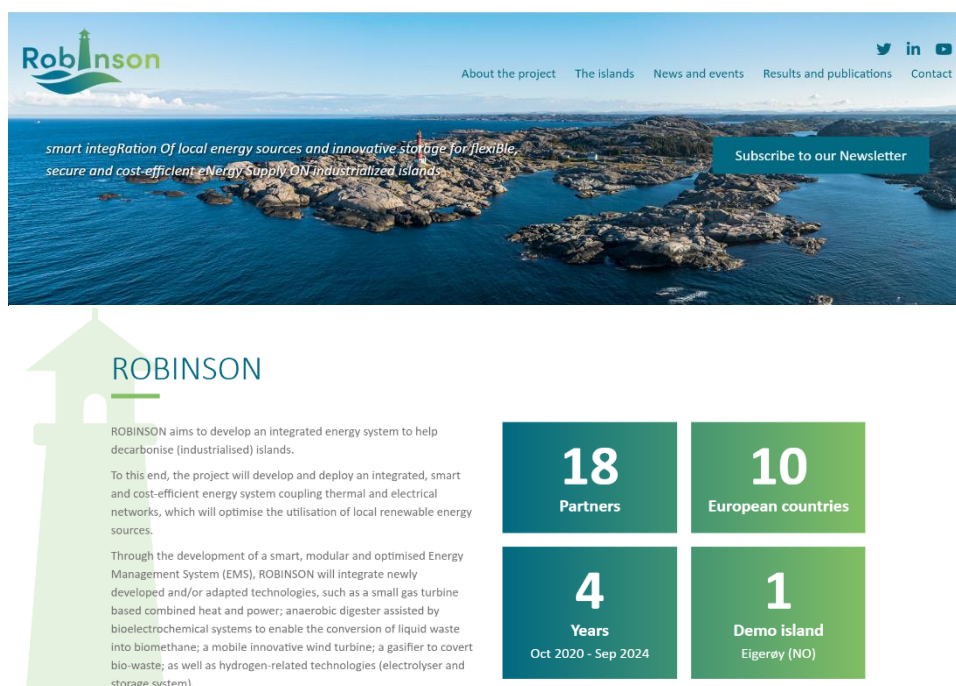 Robinson
About the project The islands News and events Results and publications Contact
smart integRation Of local energy sources and innovative storage for flexiBle,
secure and cost-efficIent eNergy Supply ON industrialized islands
Subscribe to our Newsletter
ROBINSON
ROBINSON aims to develop an integrated energy system to help
decarbonise (industrialised) islands.
To this end, the project will develop and deploy an integrated, smart
and cost-efficient energy system coupling thermal and electrical
networks, which will optimise the utilisation of local renewable energy
sources.
Through the development of a smart, modular and optimised Energy
Management System (EMS), ROBINSON will integrate newly
developed and/or adapted technologies, such as a small gas turbine
based combined heat and power; anaerobic digester assisted by
bioelectrochemical systems to enable the conversion of liquid waste
into biomethane; a mobile innovative wind turbine; a gasifier to covert
bio-waste; as well as hydrogen-related technologies (electrolyser and
storage system)
18
Partners
10
European countries
4
Years
Oct 2020 - Sep 2024
1
Demo island
Eigerøy (NO)